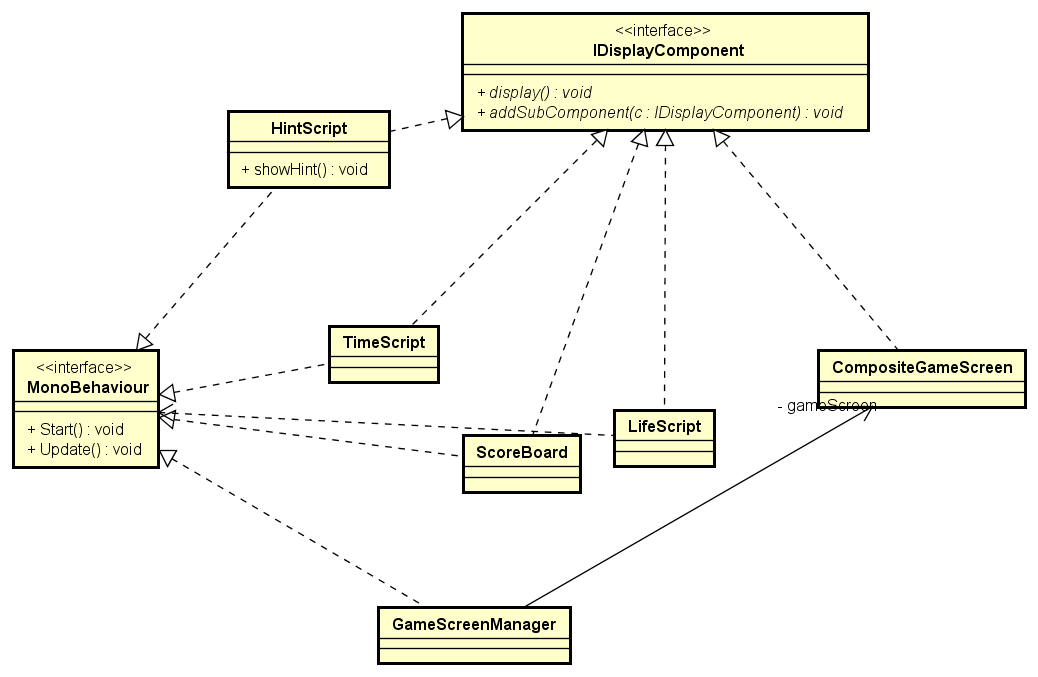 <<interface>>
IDisplayComponent
+ display() : void
+ addSubComponent(c : IDisplayComponent) : void
HintScript
+ showHint() : void
TimeScript
<<interface>>
MonoBehaviour
+ Start() : void
+ Update() : void
CompositeGameScreen
- gameScreen
LifeScript
ScoreBoard
GameScreenManager